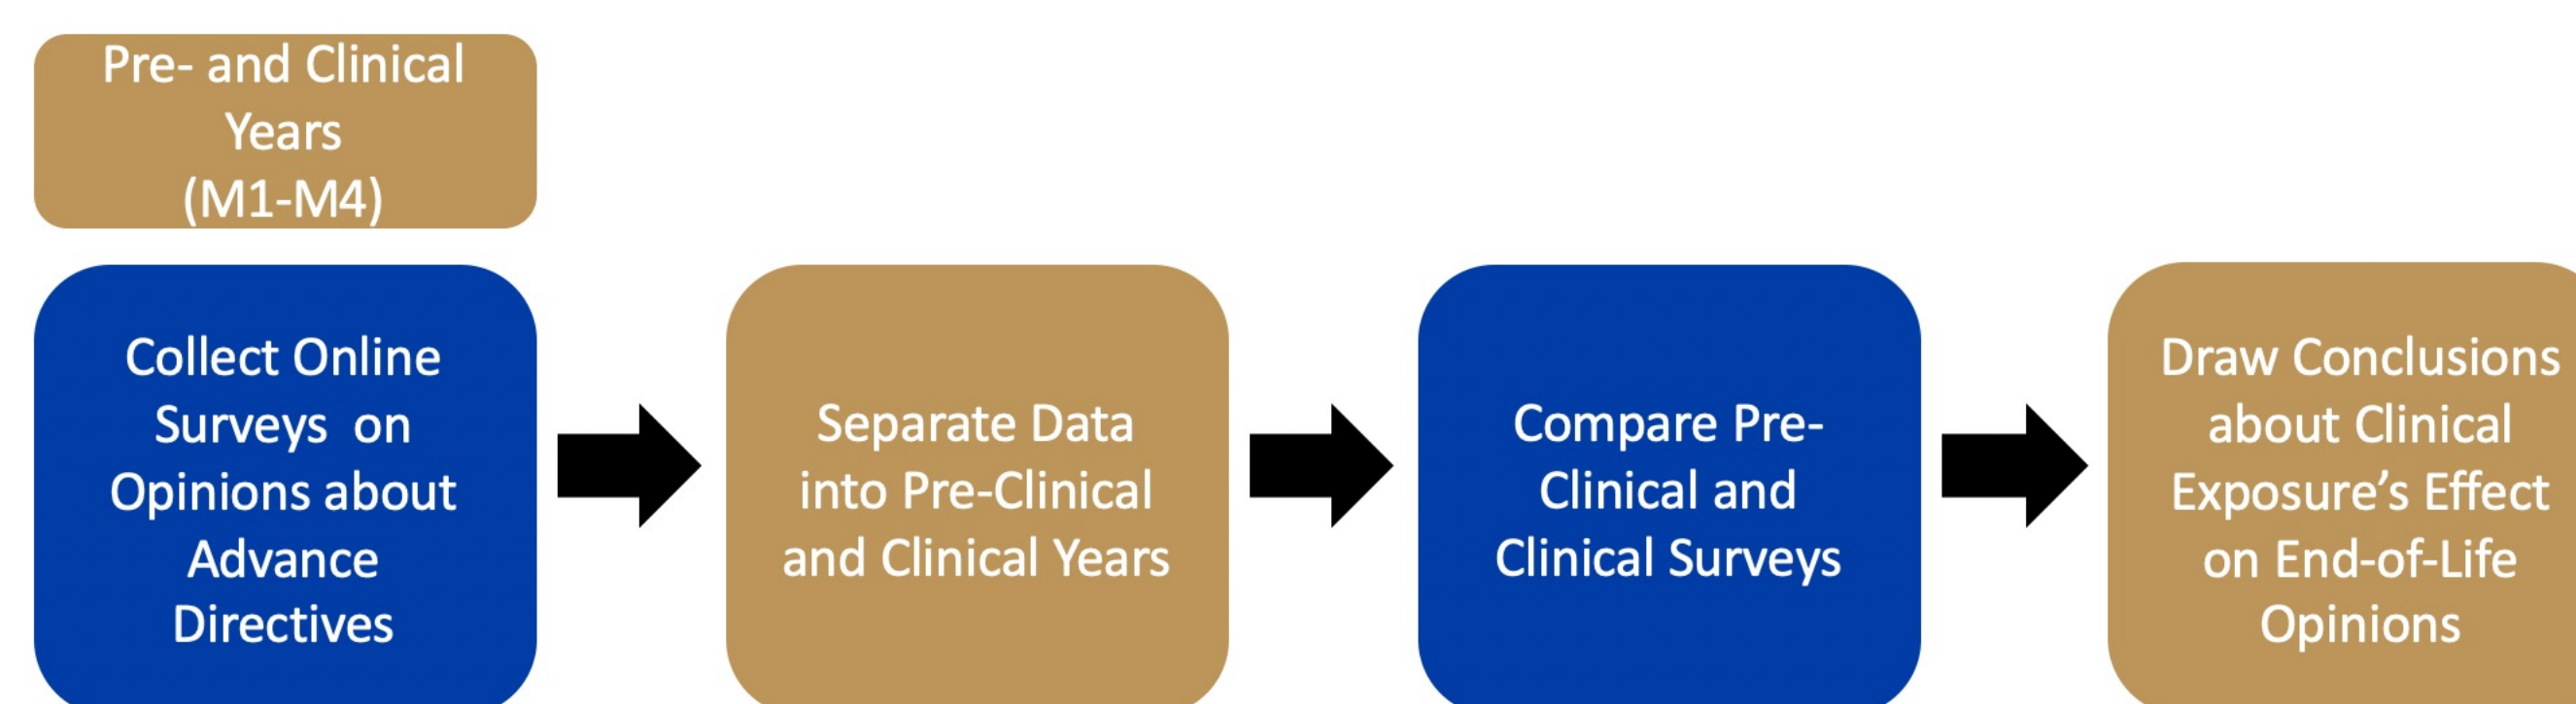 Pre- and Clinical
Years
(M1-M4)
Collect Online
Surveys on
Opinions about
Advance
Directives
Separate Data
into Pre-Clinical
and Clinical Years
Compare Pre-
Clinical and
Clinical Surveys
Draw Conclusions
about Clinical
Exposure’s Effect
on End-of-Life
Opinions